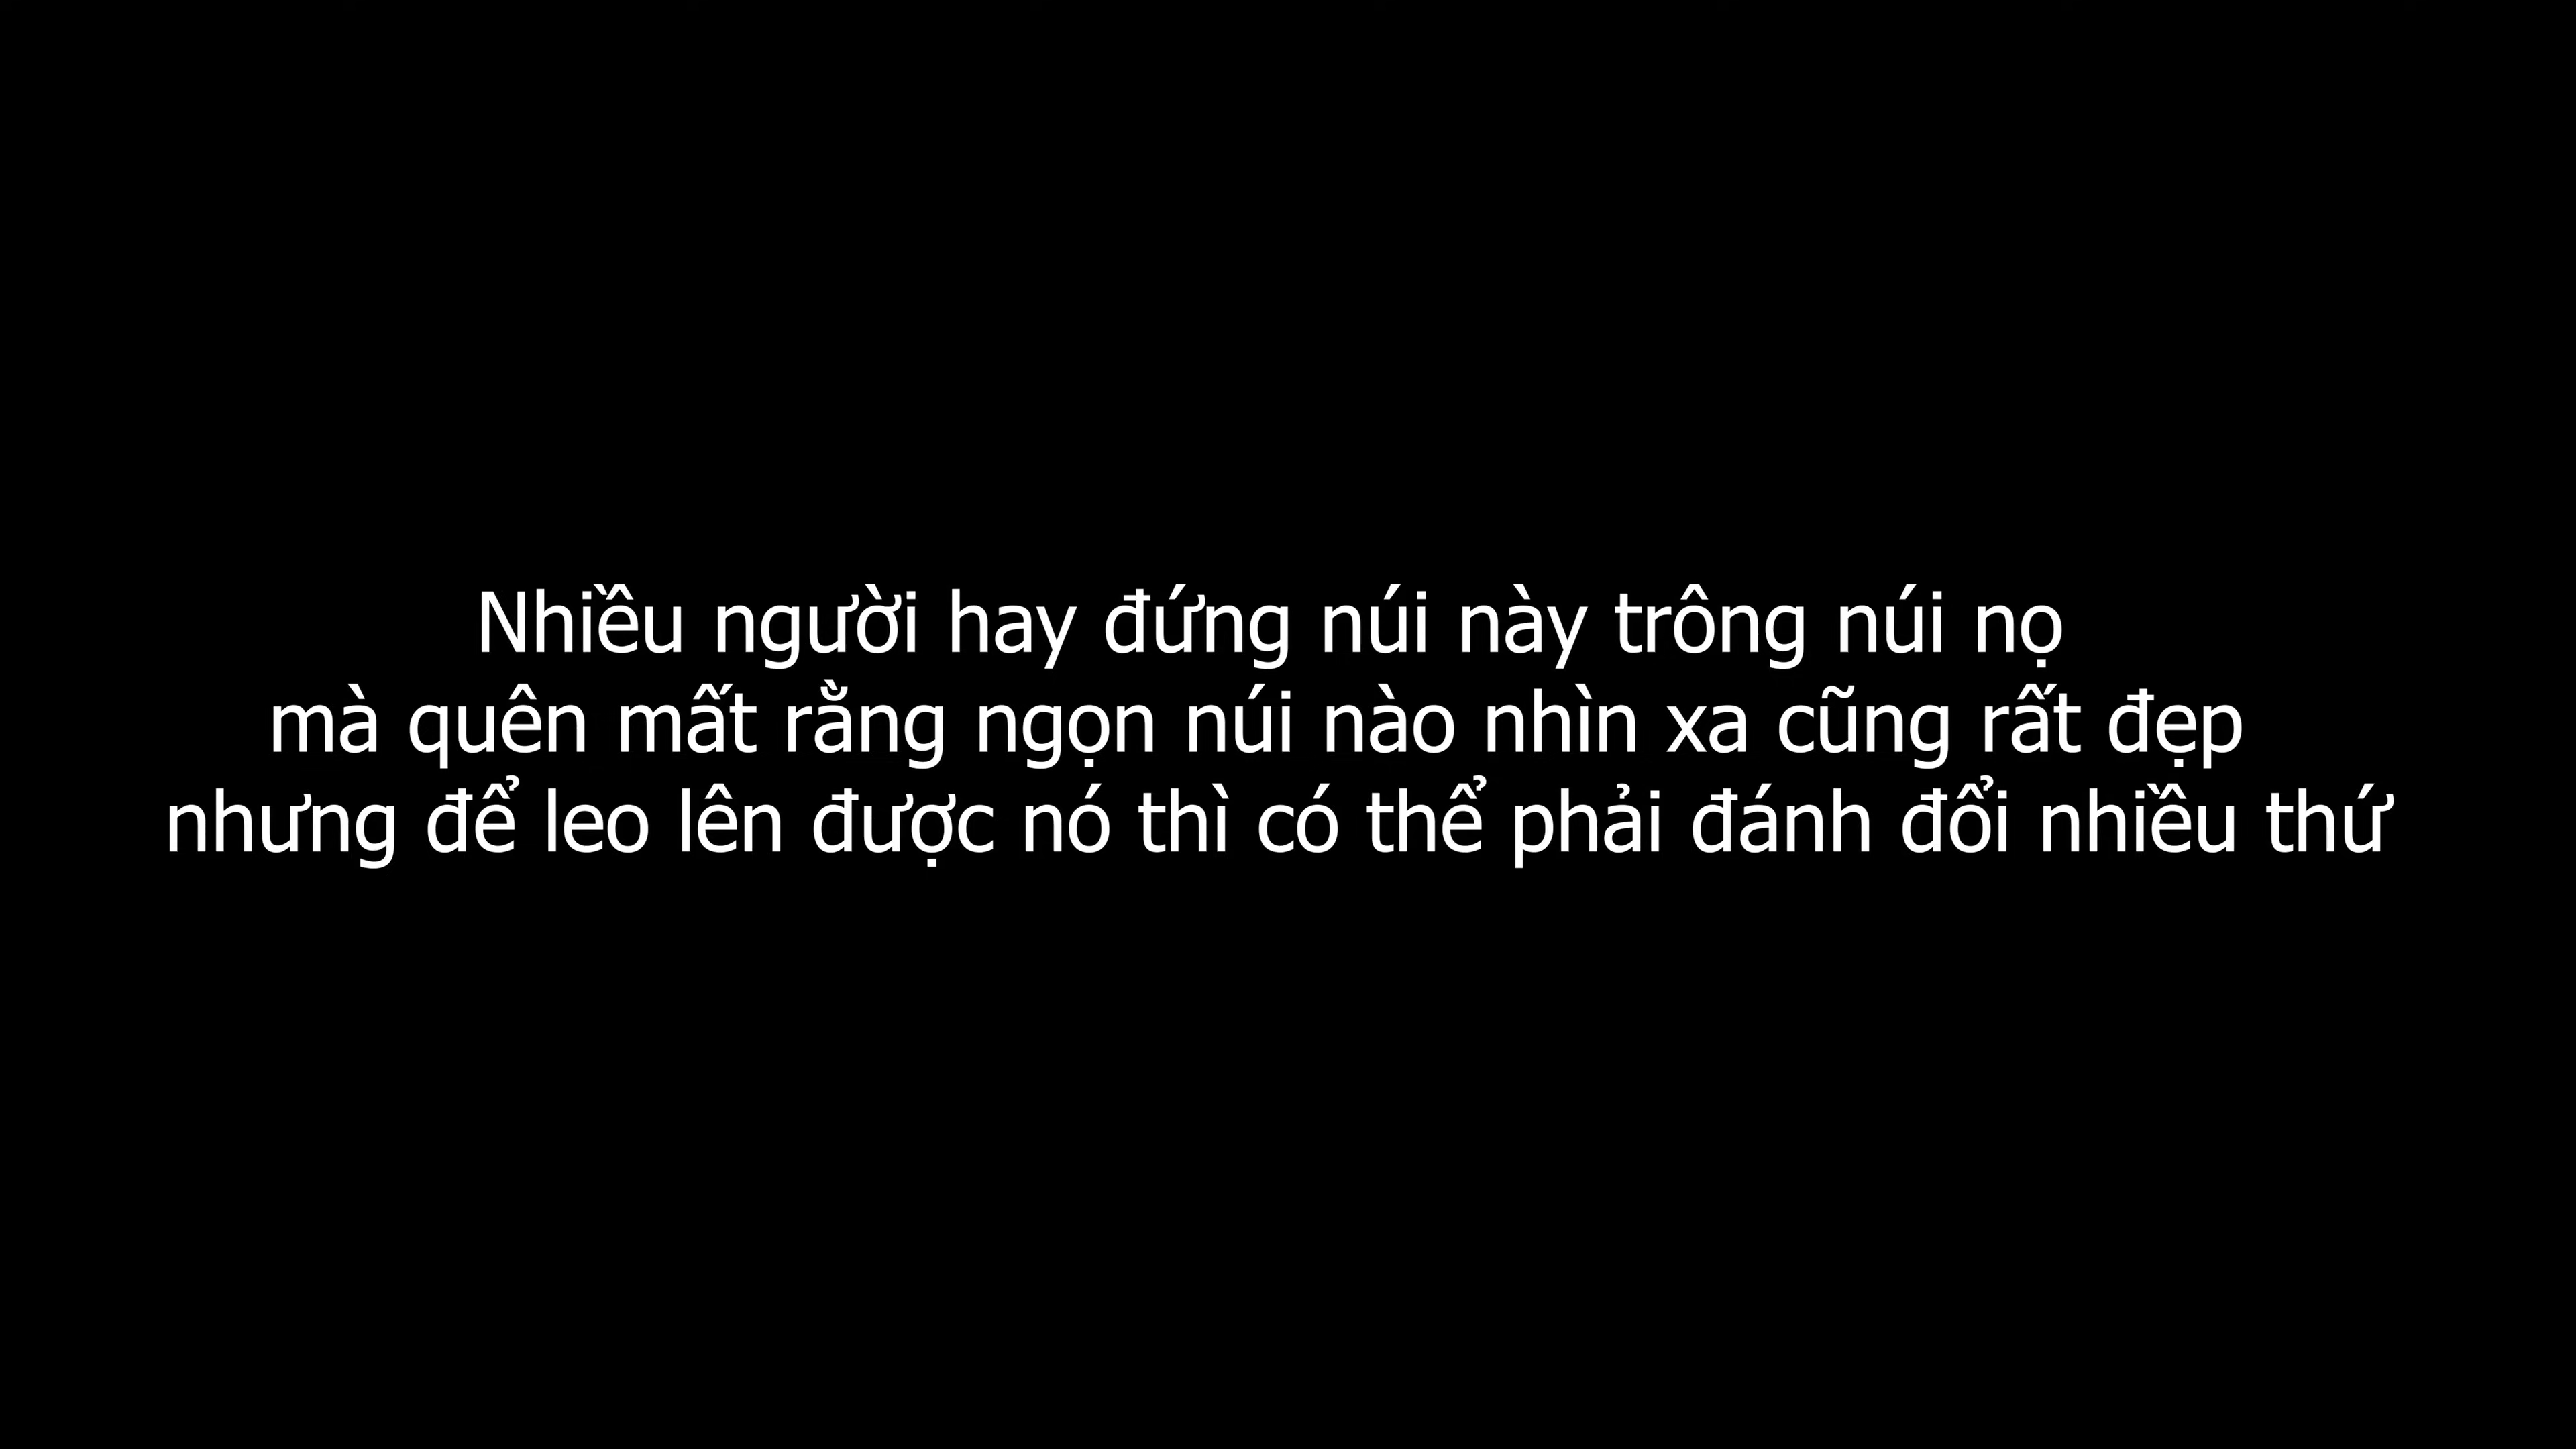 Nhiều người hay đứng núi này trông núi nọ
mà quên mất rằng ngọn núi nào nhìn xa cũng rất đẹp
nhưng để leo lên được nó thì có thể phải đánh đổi nhiều thứ